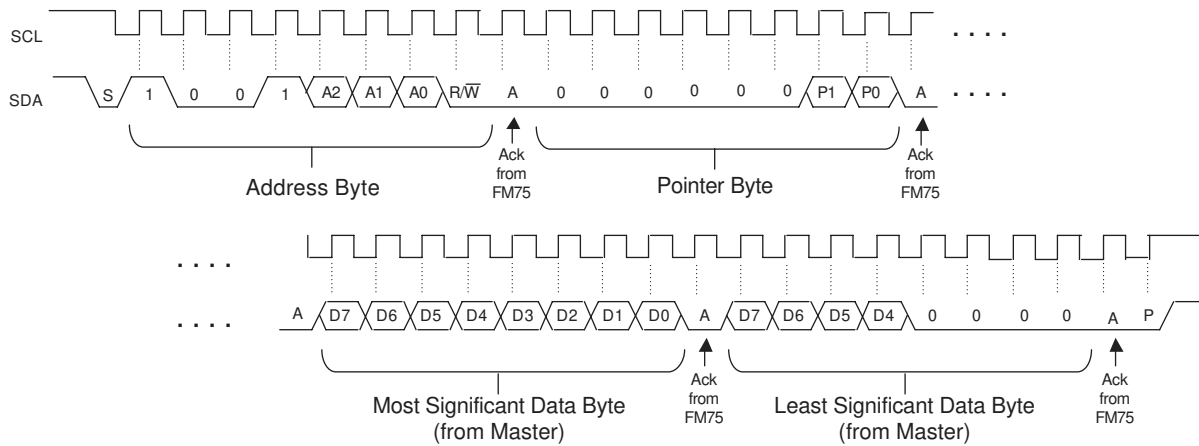 SCL
. . . .
SDA S 1 0 0 1 A2 A1 A0 R/W̅ A 0 0 0 0 0 0 P1 P0 A . . . .
Address Byte
Ack
from
FM75
Pointer Byte
Ack
from
FM75
. . . .
. . . . A D7 D6 D5 D4 D3 D2 D1 D0 A D7 D6 D5 D4 0 0 0 0 A P
Most Significant Data Byte
(from Master)
Ack
from
FM75
Least Significant Data Byte
(from Master)
Ack
from
FM75